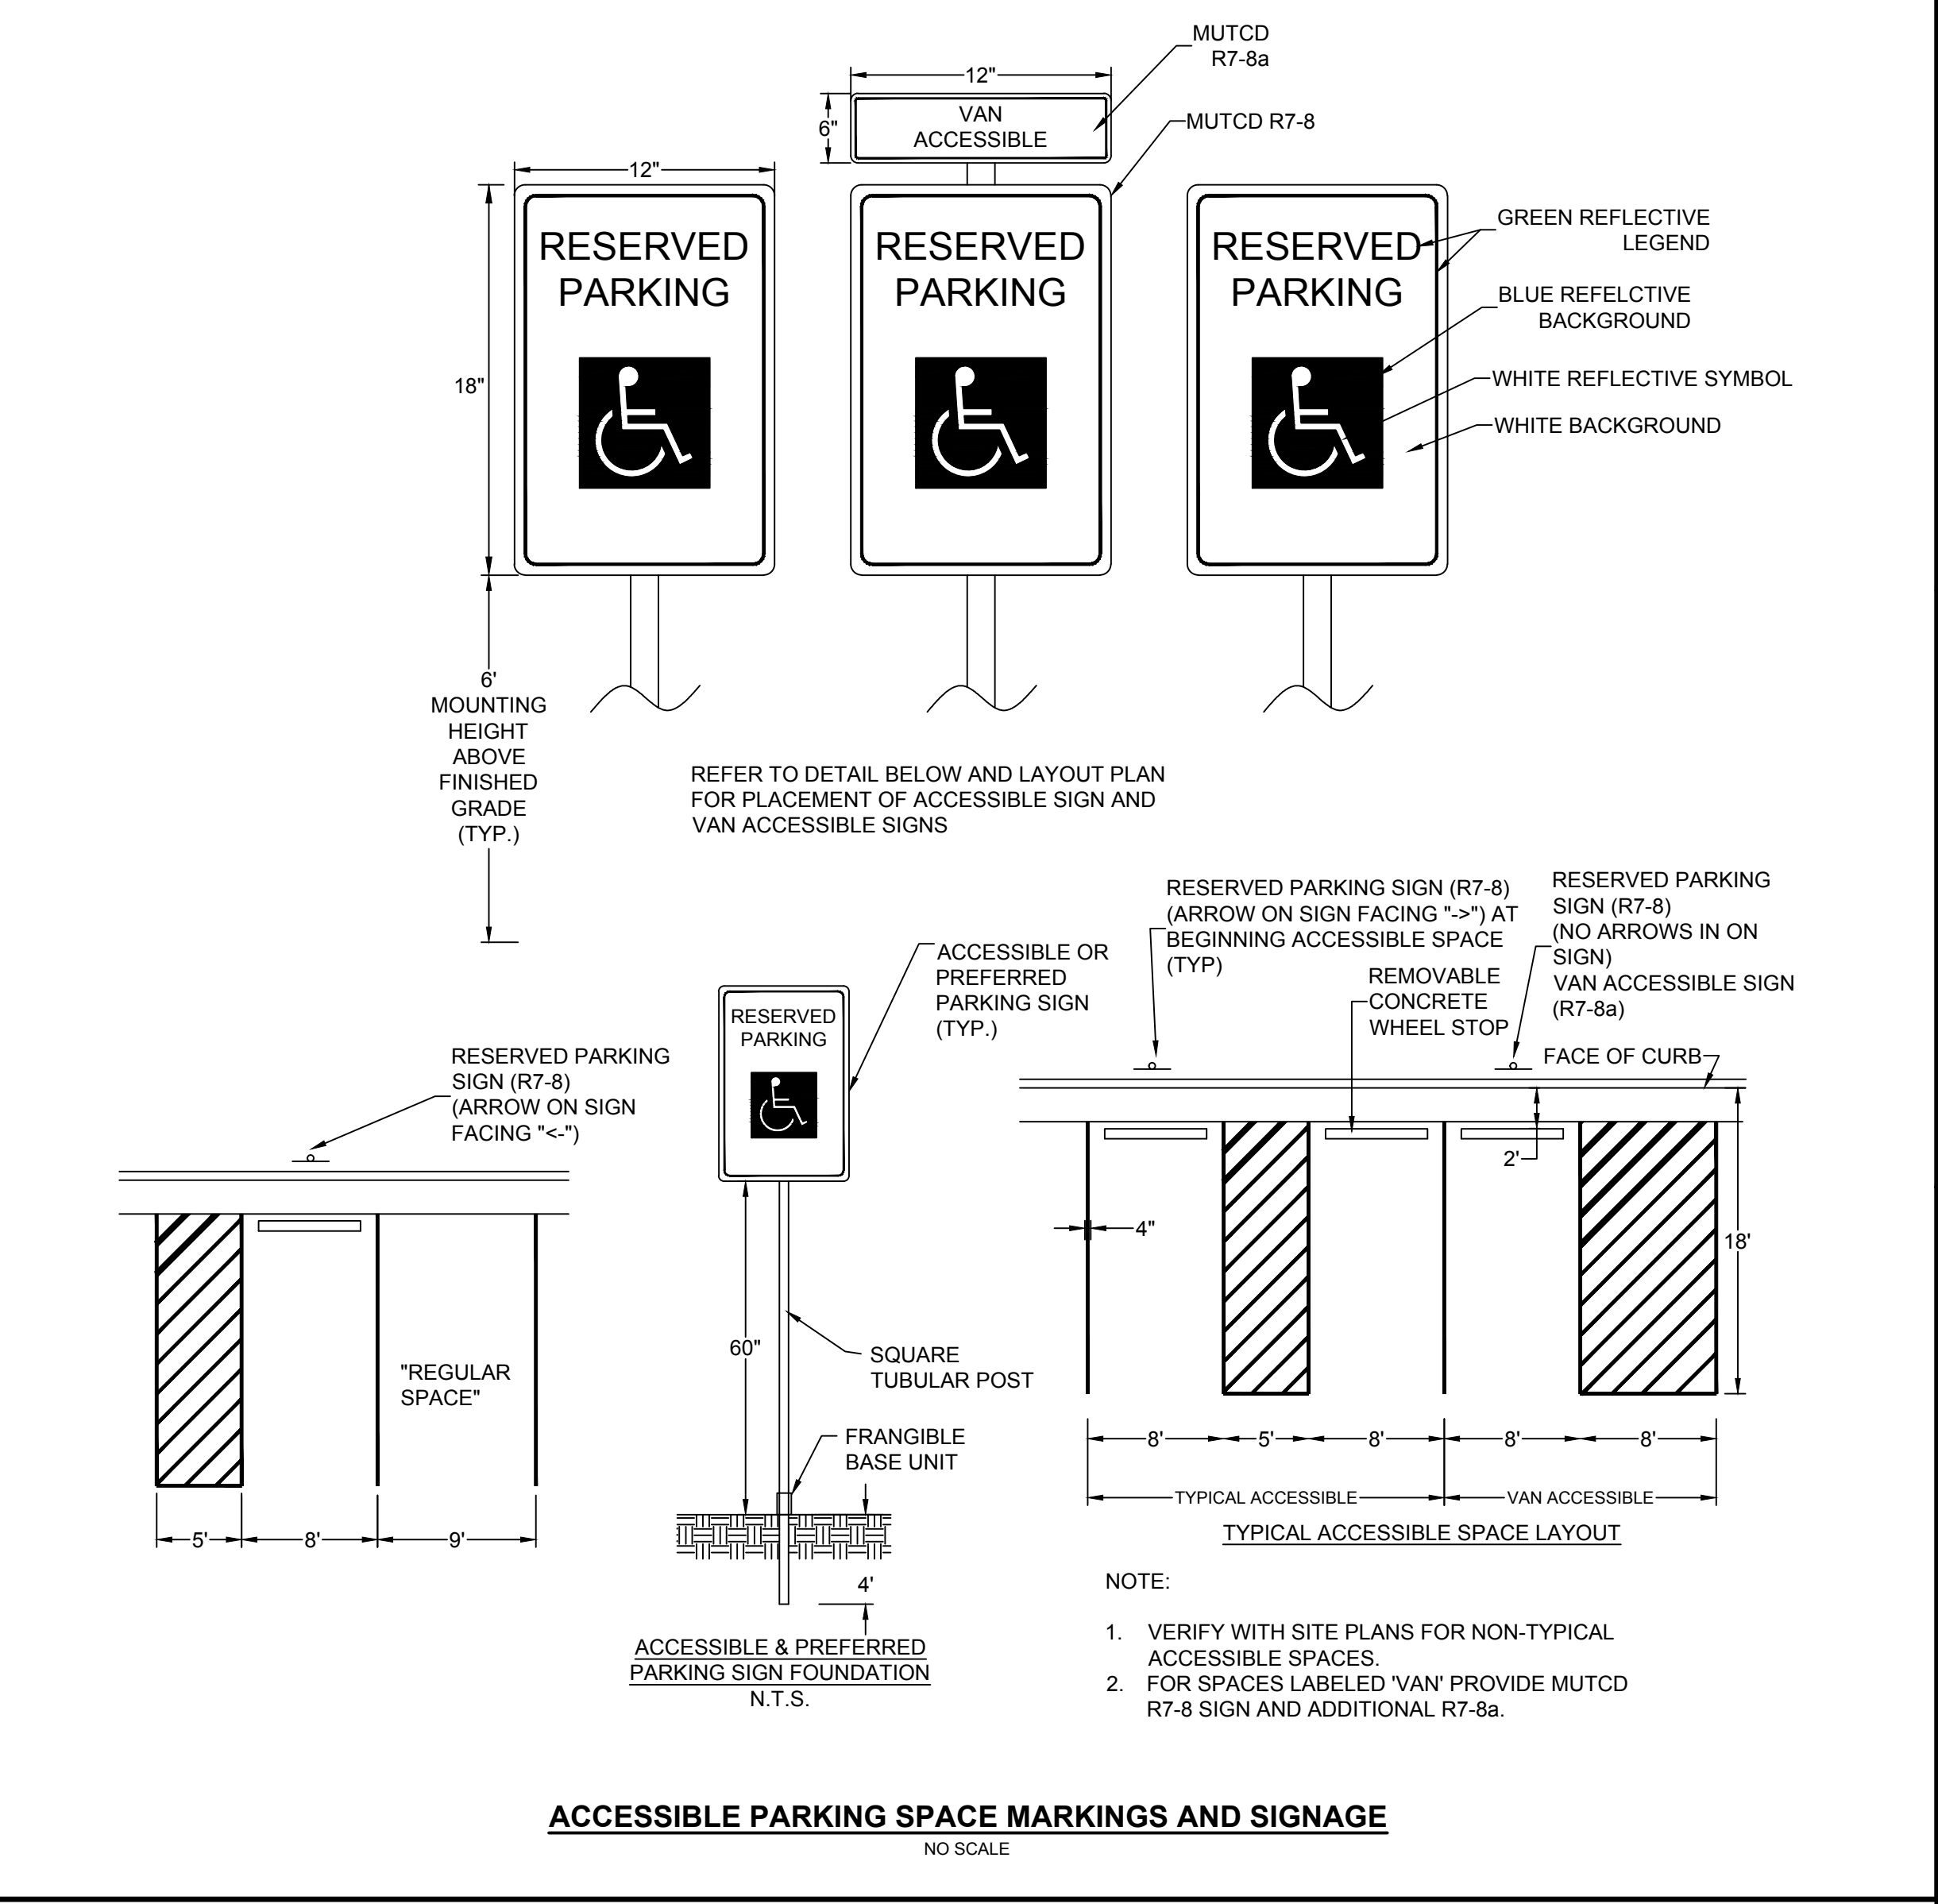 MUTCD
R7-8a
12"
6"
VAN
ACCESSIBLE
MUTCD R7-8
12"
18"
RESERVED
PARKING
RESERVED
PARKING
RESERVED
PARKING
GREEN REFLECTIVE
LEGEND
BLUE REFELCTIVE
BACKGROUND
WHITE REFLECTIVE SYMBOL
WHITE BACKGROUND
6'
MOUNTING
HEIGHT
ABOVE
FINISHED
GRADE
(TYP.)
REFER TO DETAIL BELOW AND LAYOUT PLAN
FOR PLACEMENT OF ACCESSIBLE SIGN AND
VAN ACCESSIBLE SIGNS
RESERVED PARKING
SIGN (R7-8)
(ARROW ON SIGN
FACING "<-")
"REGULAR
SPACE"
5'
8'
9'
RESERVED
PARKING
ACCESSIBLE OR
PREFERRED
PARKING SIGN
(TYP.)
60"
SQUARE
TUBULAR POST
FRANGIBLE
BASE UNIT
4'
ACCESSIBLE & PREFERRED
PARKING SIGN FOUNDATION
N.T.S.
RESERVED PARKING SIGN (R7-8)
(ARROW ON SIGN FACING "->") AT
BEGINNING ACCESSIBLE SPACE
(TYP)
REMOVABLE
CONCRETE
WHEEL STOP
RESERVED PARKING
SIGN (R7-8)
(NO ARROWS IN ON
SIGN)
VAN ACCESSIBLE SIGN
(R7-8a)
FACE OF CURB
2'
4"
18'
8'
5'
8'
8'
8'
TYPICAL ACCESSIBLE
VAN ACCESSIBLE
TYPICAL ACCESSIBLE SPACE LAYOUT
NOTE:
1. VERIFY WITH SITE PLANS FOR NON-TYPICAL
ACCESSIBLE SPACES.
2. FOR SPACES LABELED 'VAN' PROVIDE MUTCD
R7-8 SIGN AND ADDITIONAL R7-8a.
ACCESSIBLE PARKING SPACE MARKINGS AND SIGNAGE
NO SCALE